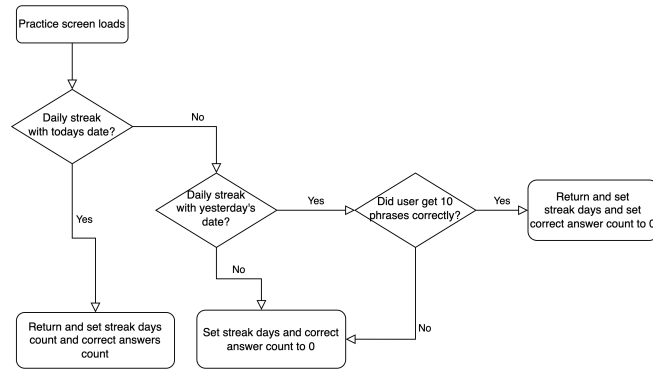 Practice screen loads
Daily streak
with todays date?
No
Daily streak
with yesterday's
date?
Yes
Did user get 10
phrases correctly?
Yes
Return and set
streak days and set
correct answer count to 0
Yes
No
No
Return and set streak days
count and correct answers
count
Set streak days and correct
answer count to 0